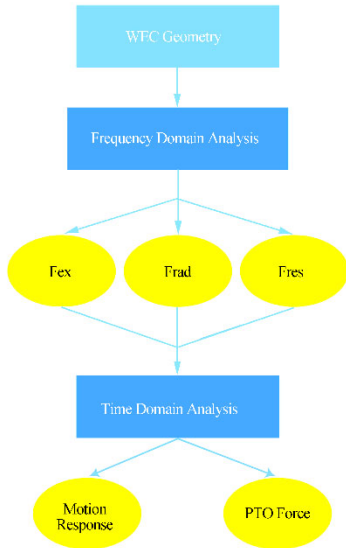 WEC Geometry
Frequency Domain Analysis
Fex
Frad
Fres
Time Domain Analysis
Motion
Response
PTO Force